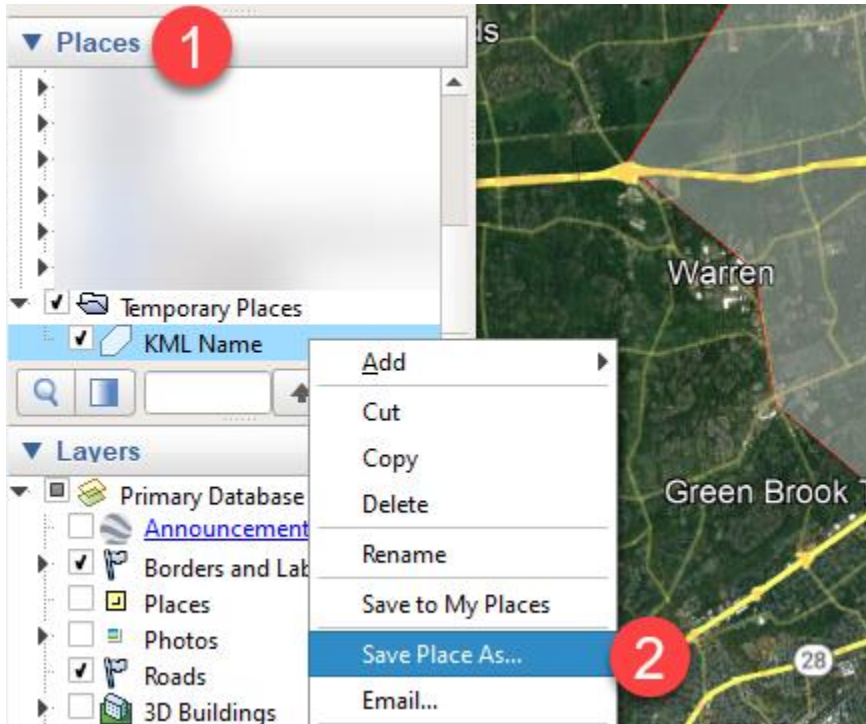 Places
1
ls
Warren
Temporary Places
KML Name
Add
Cut
Copy
Delete
Rename
Save to My Places
Save Place As...
2
Email...
Layers
Primary Database
Announcement
Borders and Lab
Places
Photos
Roads
3D Buildings
Green Brook T
28